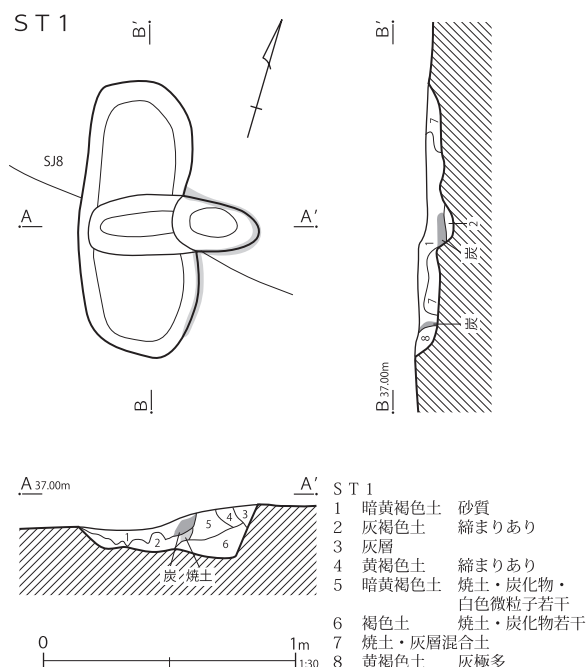 ST1
B′
B′
SJ8
A
A′
B
B 37.00m
7
1
2
炭
7
炭
8
A 37.00m
A′
1
2
5
4
3
6
炭 焼土
ST1
1 暗黄褐色土 砂質
2 灰褐色土 締まりあり
3 灰層
4 黄褐色土 締まりあり
5 暗黄褐色土 焼土・炭化物・
白色微粒子若干
6 褐色土 焼土・炭化物若干
7 焼土・灰層混合土
8 黄褐色土 灰極多
0
1m
1:30